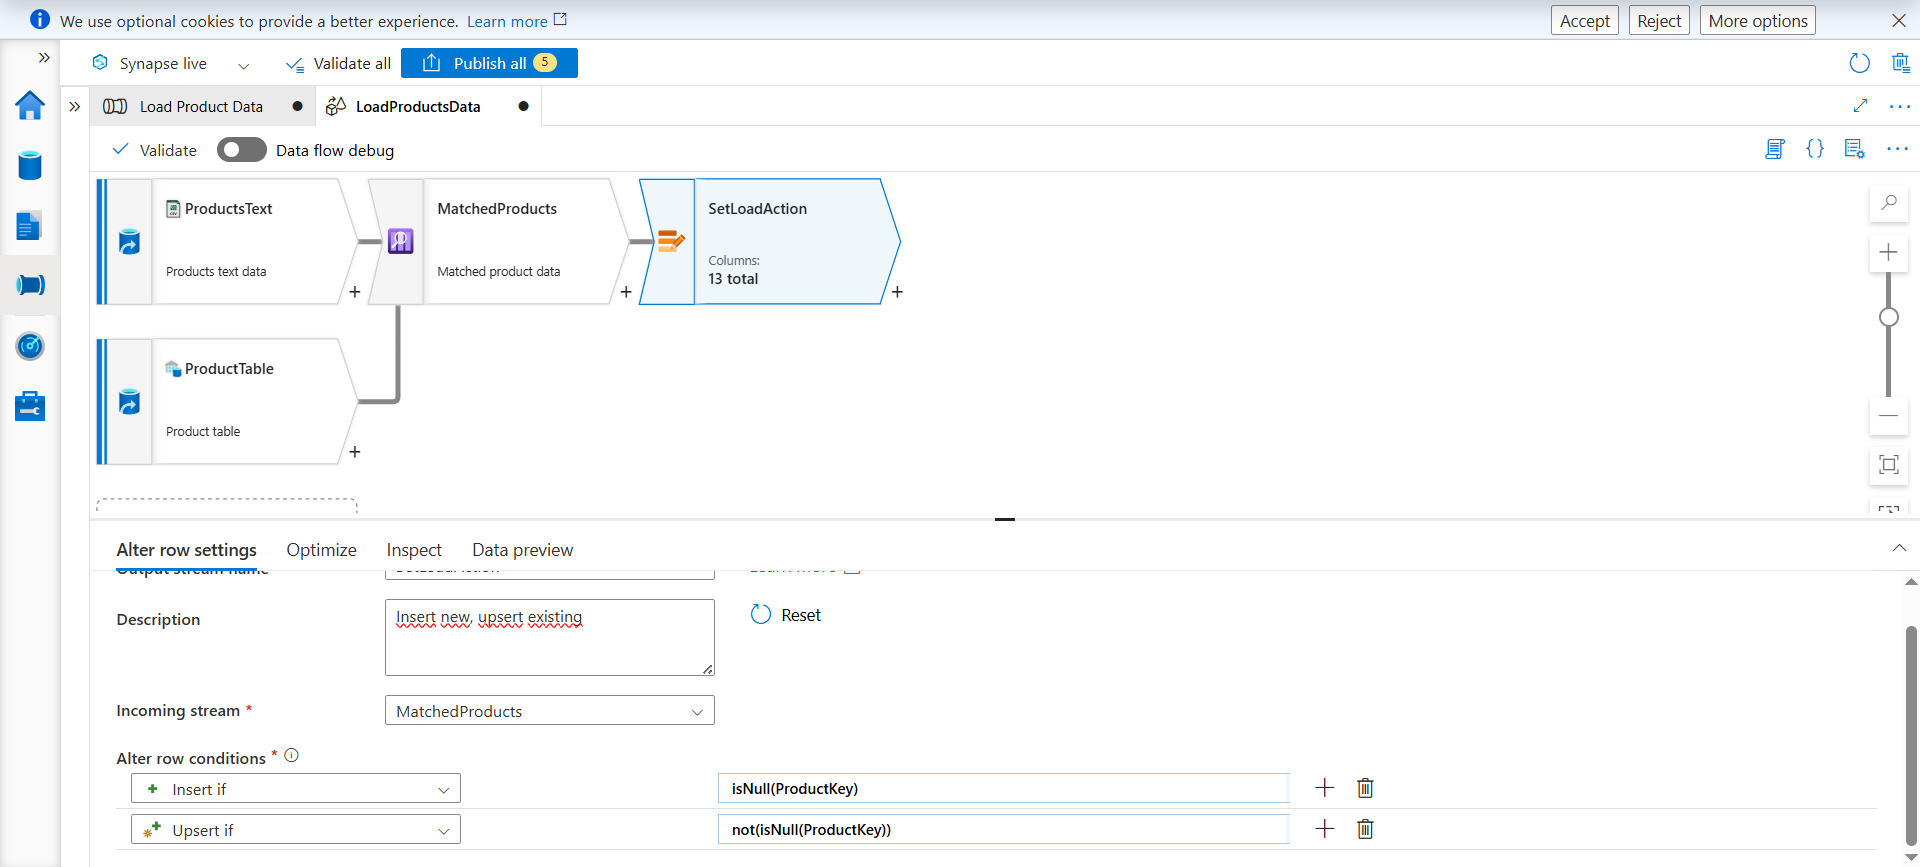 We use optional cookies to provide a better experience. Learn more
Accept
Reject
More options
Synapse live
Validate all
Publish all 5
Load Product Data
LoadProductsData
Validate
Data flow debug
ProductsText
Products text data
MatchedProducts
Matched product data
SetLoadAction
Columns:
13 total
ProductTable
Product table
Alter row settings
Optimize
Inspect
Data preview
Output stream name
Description
Insert new, upsert existing
Reset
Incoming stream *
MatchedProducts
Alter row conditions *
Insert if
isNull(ProductKey)
Upsert if
not(isNull(ProductKey))